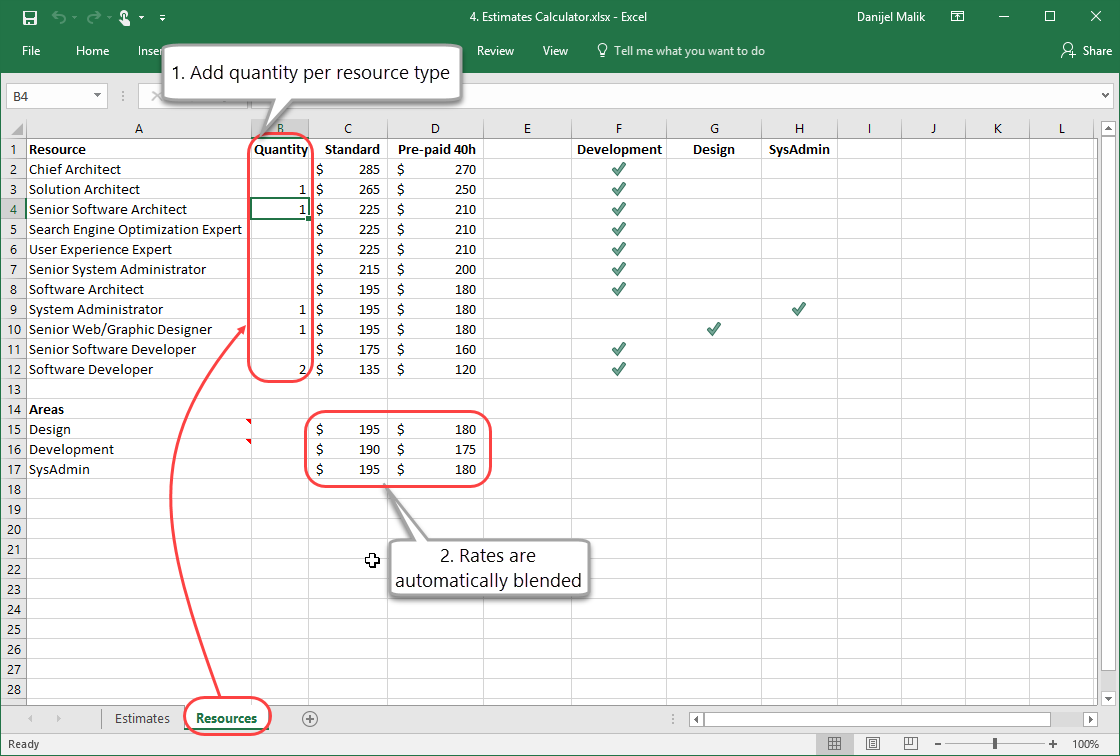 4. Estimates Calculator.xlsx - Excel
Danijel Malik
File Home Inser Review View Tell me what you want to do Share
1. Add quantity per resource type
B4
A B C D E F G H I J K L
1 Resource Quantity Standard Pre-paid 40h Development Design SysAdmin
2 Chief Architect $ 285 $ 270 ✔
3 Solution Architect 1 $ 265 $ 250 ✔
4 Senior Software Architect 1 $ 225 $ 210 ✔
5 Search Engine Optimization Expert $ 225 $ 210 ✔
6 User Experience Expert $ 225 $ 210 ✔
7 Senior System Administrator $ 215 $ 200 ✔
8 Software Architect $ 195 $ 180 ✔
9 System Administrator 1 $ 195 $ 180 ✔
10 Senior Web/Graphic Designer 1 $ 195 $ 180 ✔
11 Senior Software Developer $ 175 $ 160 ✔
12 Software Developer 2 $ 135 $ 120 ✔
13
14 Areas
15 Design $ 195 $ 180
16 Development $ 190 $ 175
17 SysAdmin $ 195 $ 180
18
19
20
21
22
23
24
25
26
27
28
2. Rates are
automatically blended
Estimates Resources
Ready 100%